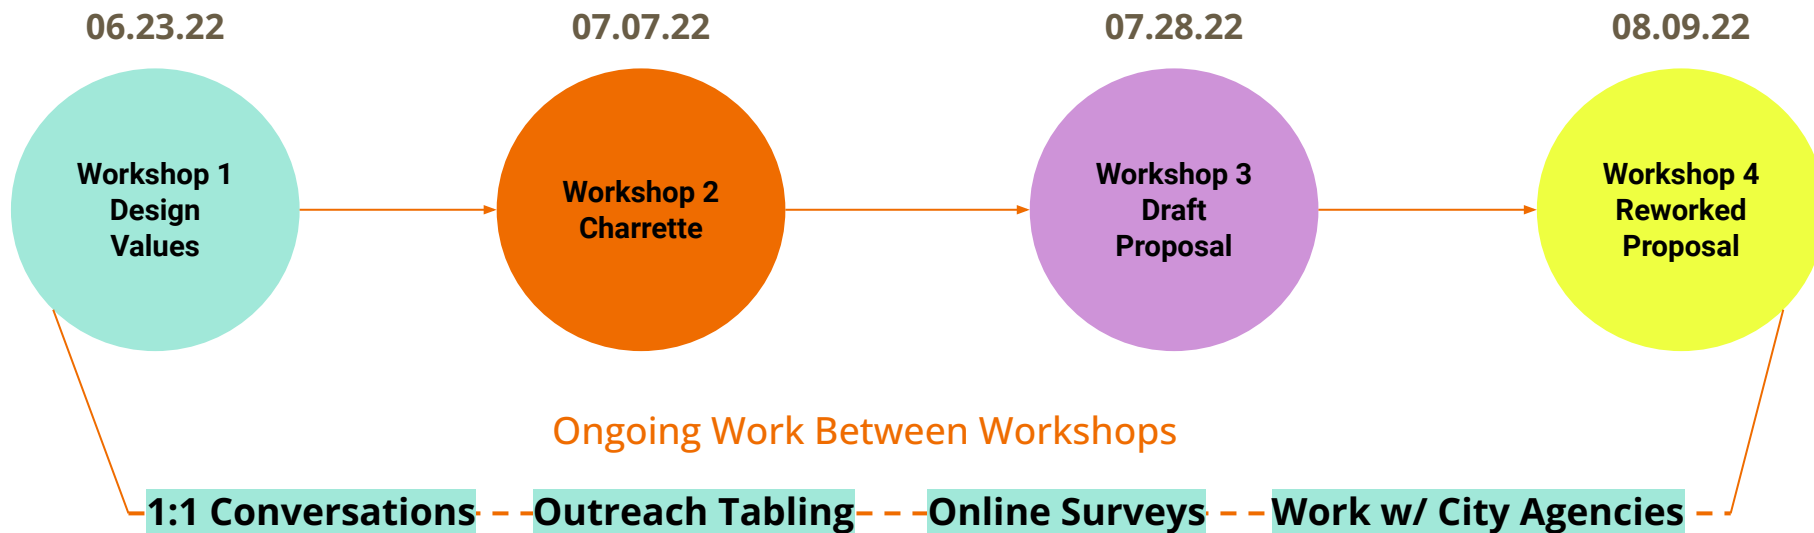 06.23.22
07.07.22
07.28.22
08.09.22
Workshop 1
Design
Values
Workshop 2
Charrette
Workshop 3
Draft
Proposal
Workshop 4
Reworked
Proposal
Ongoing Work Between Workshops
1:1 Conversations
Outreach Tabling
Online Surveys
Work w/ City Agencies